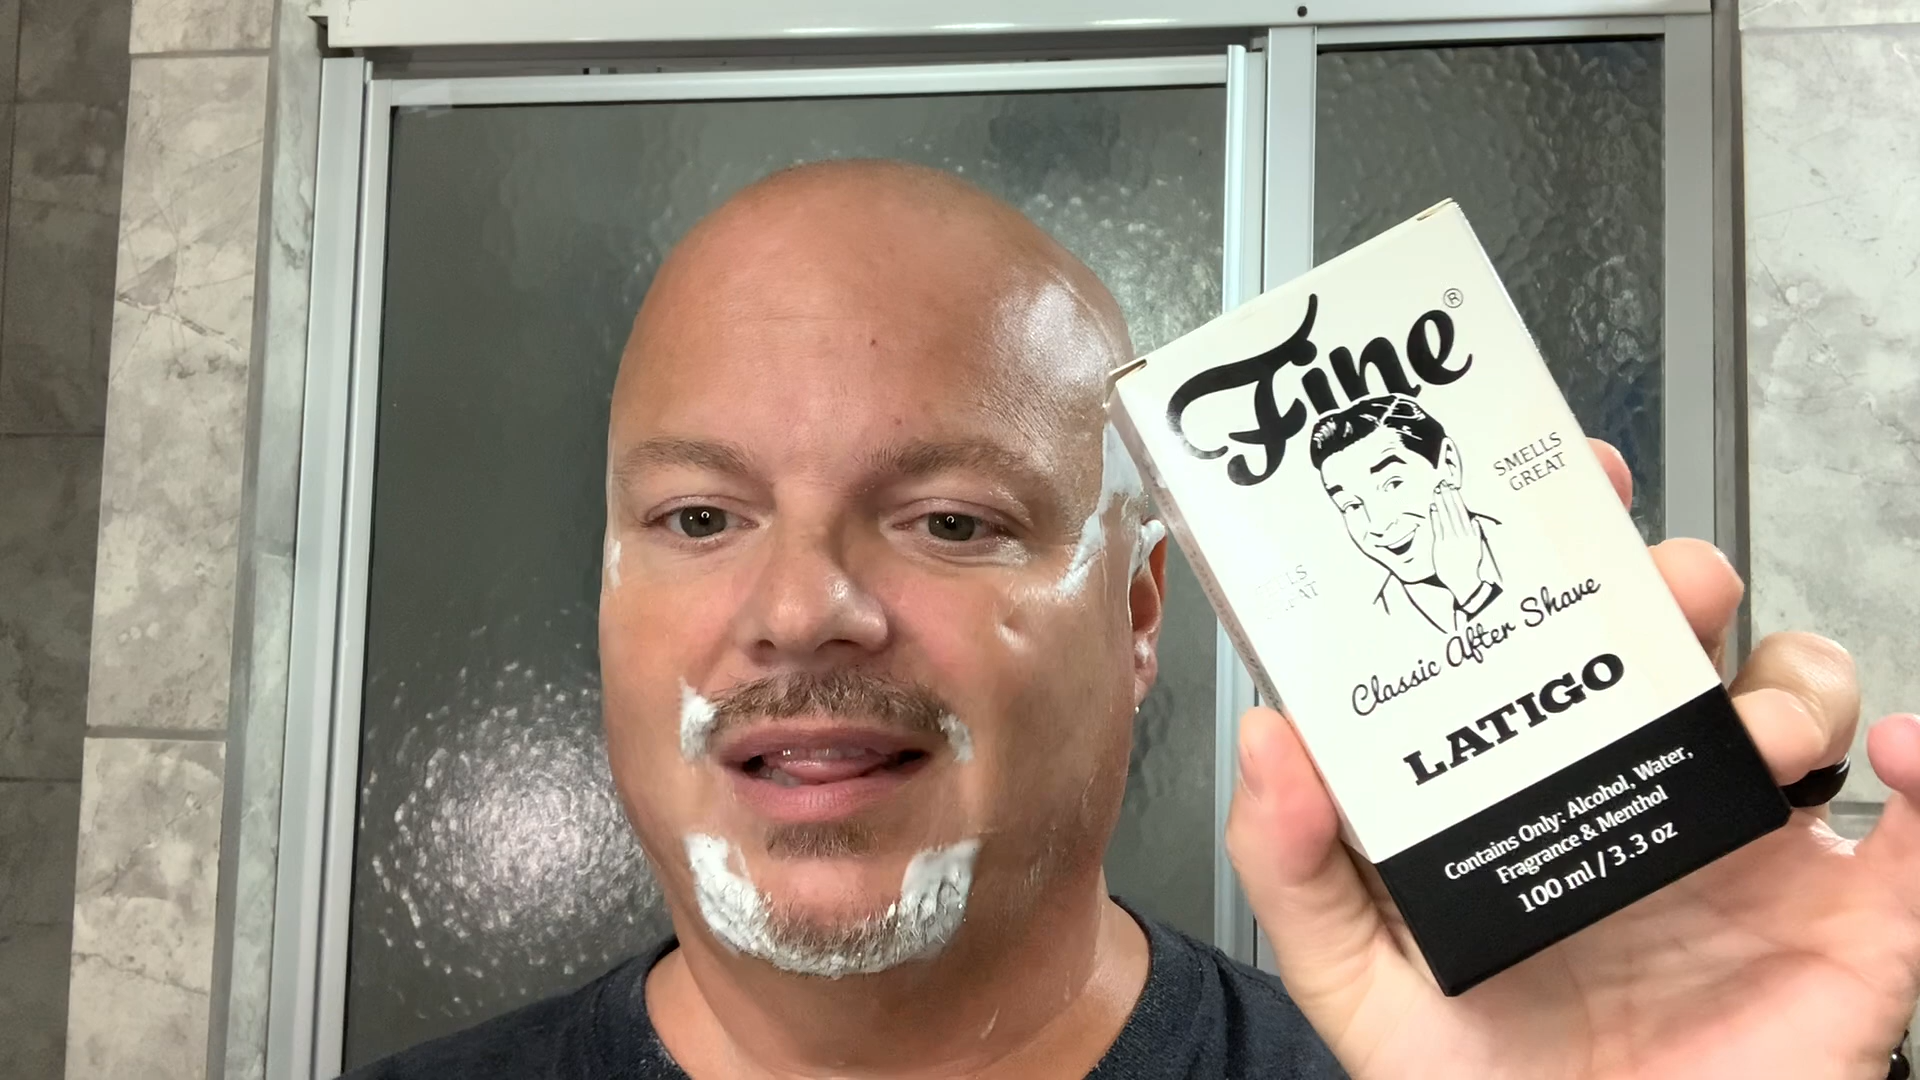 Fine®
SMELLS
GREAT
Classic After Shave
LATIGO
Contains Only: Alcohol, Water,
Fragrance & Menthol
100 ml / 3.3 oz